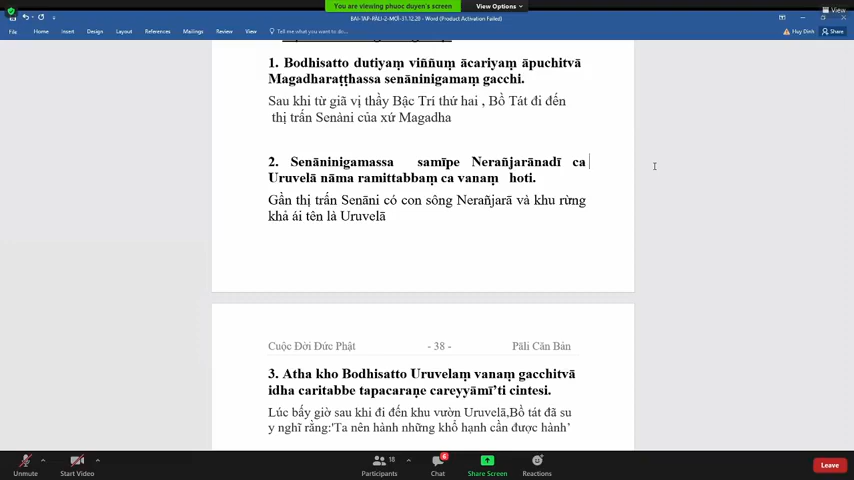 You are viewing phuoc duyen's screen
View Options
View
BAI-TAP-PALI-2-MOI-31.12.20 - Word (Product Activation Failed)
File Home Insert Design Layout References Mailings Review View Tell me what you want to do...
Huy Dinh Share
1. Bodhisatto dutiyaṃ viññuṃ ācariyaṃ āpuchitvā
Magadharaṭṭhassa senāninigamaṃ gacchi.
Sau khi từ giã vị thầy Bậc Trí thứ hai , Bồ Tát đi đến
thị trấn Senàni của xứ Magadha
2. Senāninigamassa samīpe Nerañjarānadī ca
Uruvelā nāma ramittabbaṃ ca vanaṃ hoti.
Gần thị trấn Senāni có con sông Nerañjarā và khu rừng
khả ái tên là Uruvelā
Cuộc Đời Đức Phật - 38 - Pāli Căn Bản
3. Atha kho Bodhisatto Uruvelaṃ vanaṃ gacchitvā
idha caritabbe tapacaraṇe careyyāmī’ti cintesi.
Lúc bấy giờ sau khi đi đến khu vườn Uruvelā,Bồ tát đã su
y nghĩ rằng:'Ta nên hành những khổ hạnh cần được hành’
18
6
Unmute Start Video Participants Chat Share Screen Reactions Leave